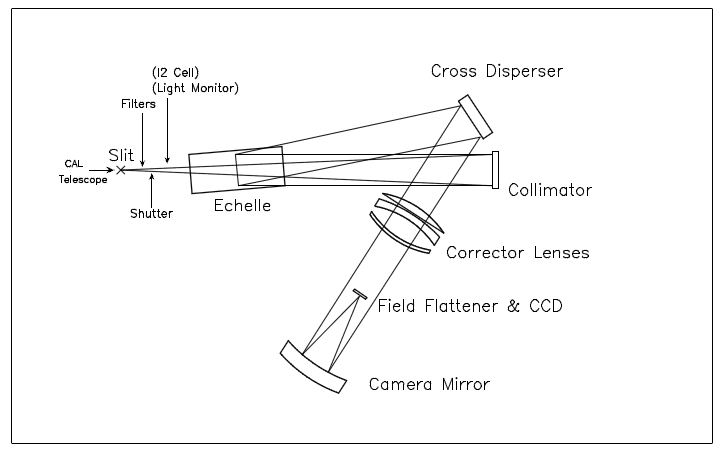 (I2 Cell)
(Light Monitor)
Filters
Cross Disperser
Slit
CAL
Telescope
Shutter
Echelle
Collimator
Corrector Lenses
Field Flattener & CCD
Camera Mirror